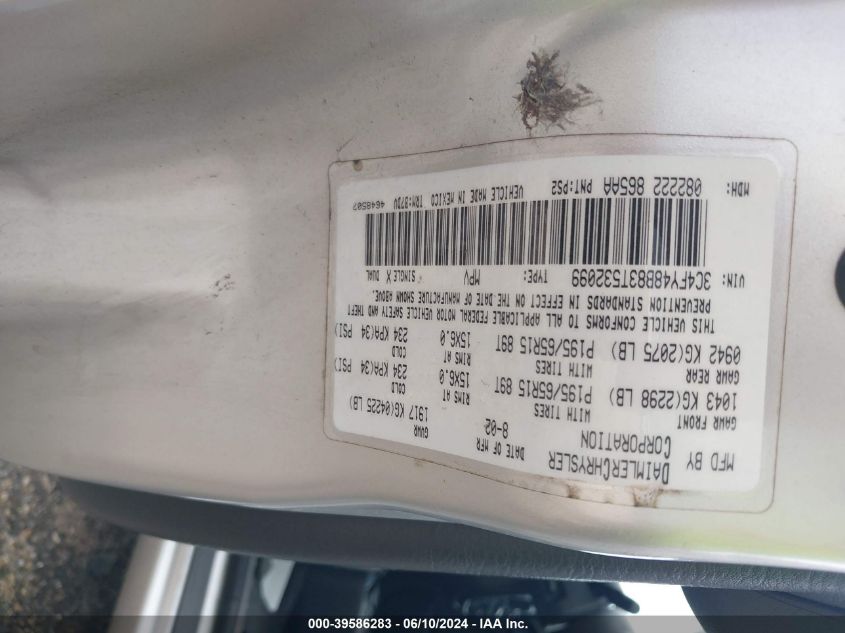 MFD BY DAIMLERCHRYSLER CORPORATION
DATE OF MFR 8-02
GVWR 1917 KG(04225 LB)
GAWR FRONT WITH TIRES RIMS AT COLD
1043 KG(2298 LB) P195/65R15 89T 15X6.0 234 KPA(34 PSI)
GAWR REAR WITH TIRES RIMS AT COLD
0942 KG(2075 LB) P195/65R15 89T 15X6.0 234 KPA(34 PSI)
THIS VEHICLE CONFORMS TO ALL APPLICABLE FEDERAL MOTOR VEHICLE SAFETY AND THEFT
PREVENTION STANDARDS IN EFFECT ON THE DATE OF MANUFACTURE SHOWN ABOVE.
VIN: 3C4FY48B83T532099 TYPE: MPV SINGLE X DUAL
MDH: 082222 865AA PNT:PS2 VEHICLE MADE IN MEXICO TRM:973V 4648507
000-39586283 - 06/10/2024 - IAA Inc.